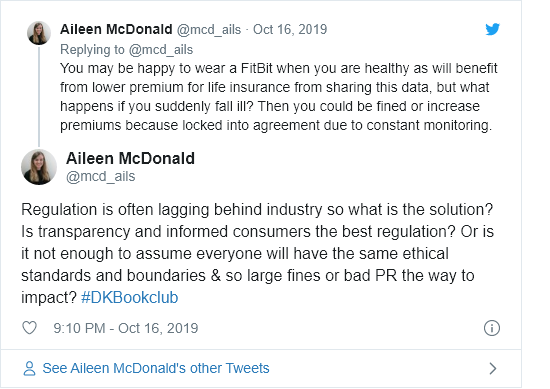 Aileen McDonald @mcd_ails · Oct 16, 2019
Replying to @mcd_ails
You may be happy to wear a FitBit when you are healthy as will benefit
from lower premium for life insurance from sharing this data, but what
happens if you suddenly fall ill? Then you could be fined or increase
premiums because locked into agreement due to constant monitoring.
Aileen McDonald
@mcd_ails
Regulation is often lagging behind industry so what is the solution?
Is transparency and informed consumers the best regulation? Or is
it not enough to assume everyone will have the same ethical
standards and boundaries & so large fines or bad PR the way to
impact? #DKBookclub
9:10 PM - Oct 16, 2019
See Aileen McDonald's other Tweets